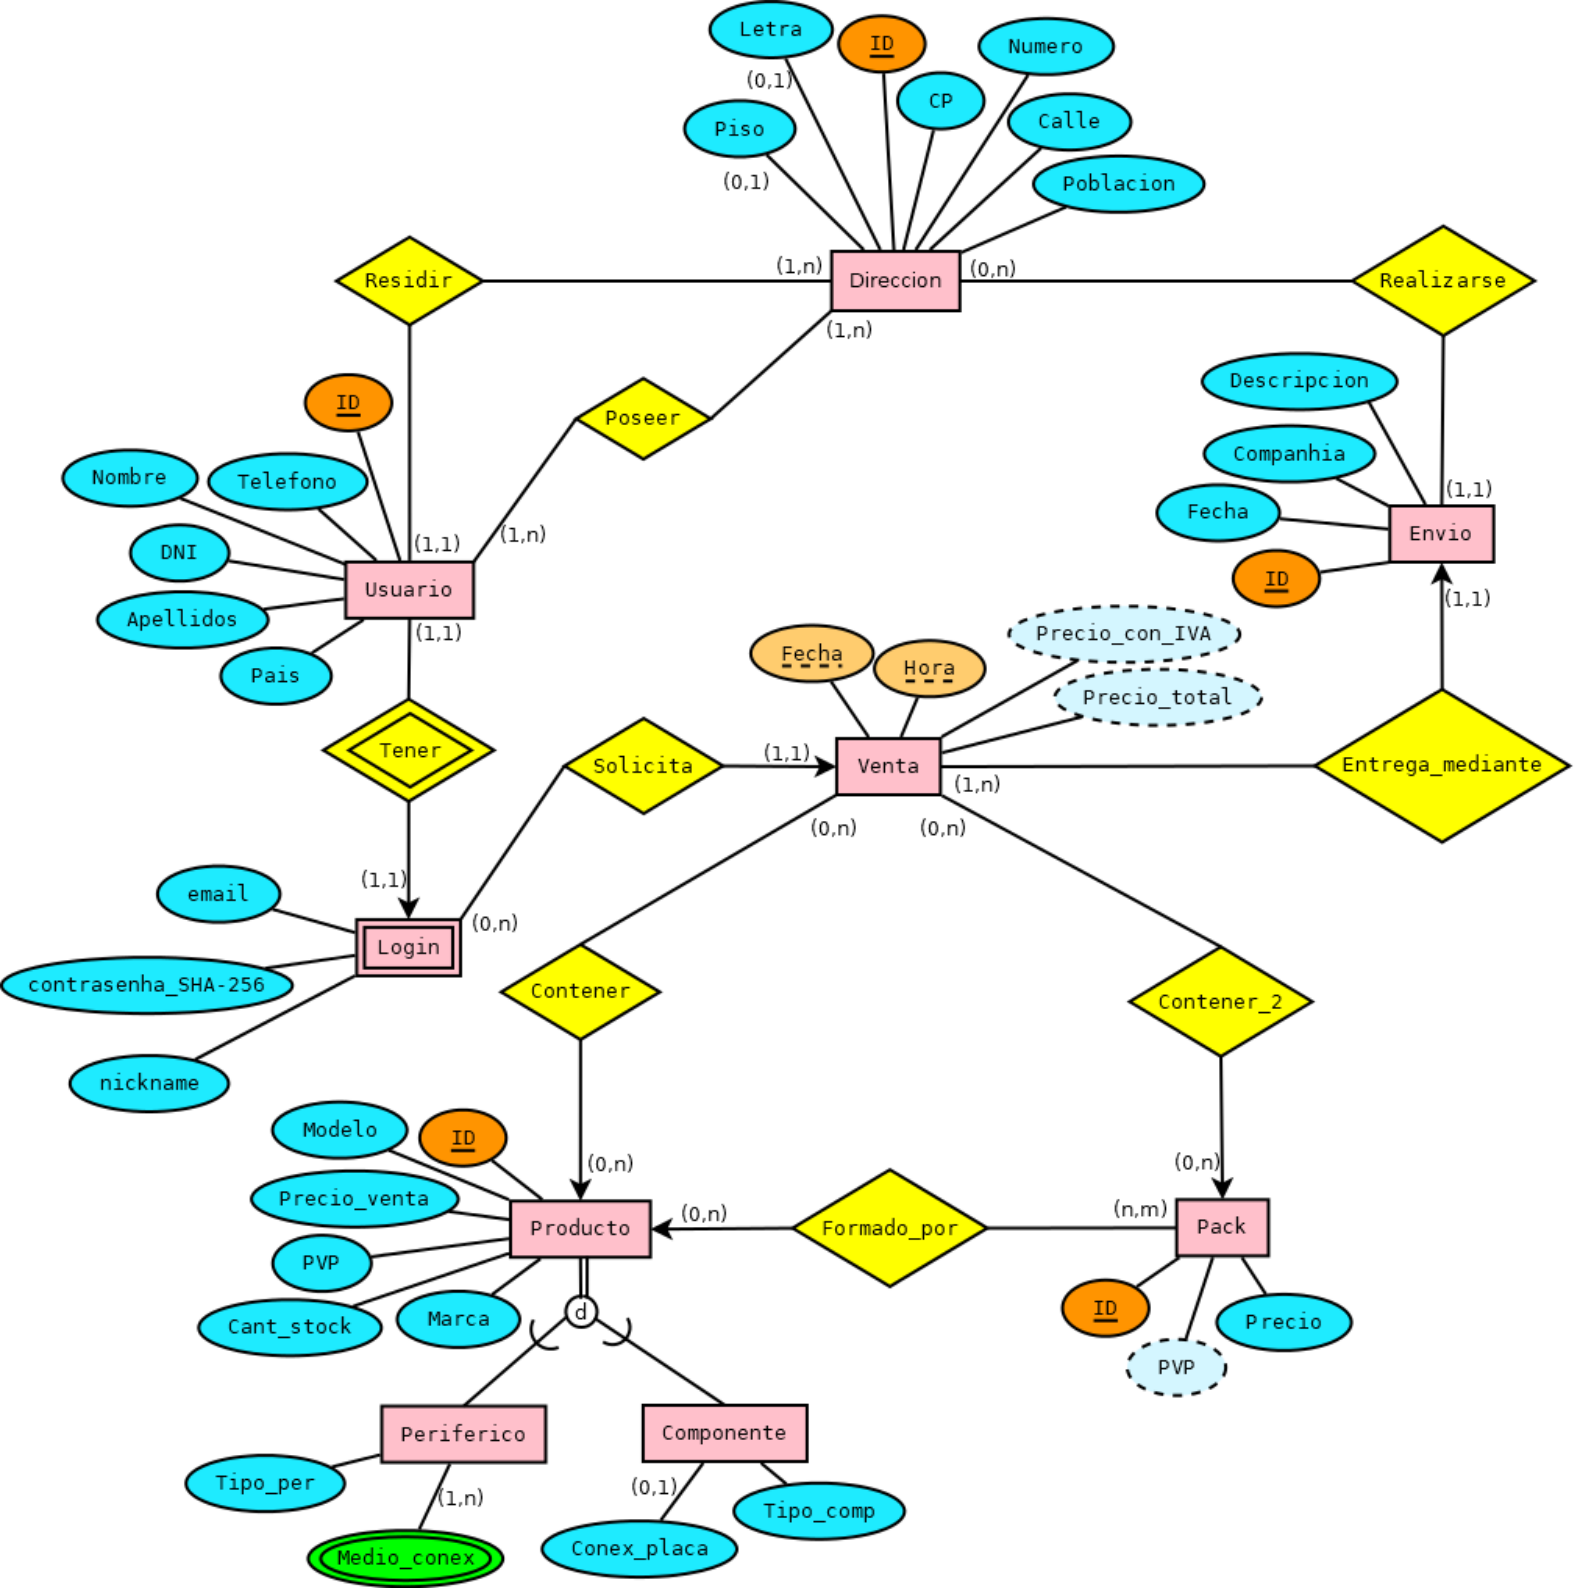 Letra
ID
Numero
(0,1)
CP
Calle
Piso
(0,1)
Poblacion
Residir
(1,n)
Direccion
(0,n)
Realizarse
(1,n)
Descripcion
ID
Poseer
Companhia
Nombre
Telefono
(1,1)
Fecha
Envio
(1,1)
(1,n)
DNI
ID
(1,1)
Usuario
Apellidos
(1,1)
Pais
Fecha
Hora
Precio_con_IVA
Precio_total
Tener
Solicita
(1,1)
Venta
(1,n)
Entrega_mediante
(0,n)
(0,n)
(1,1)
email
(0,n)
Login
contrasenha_SHA-256
Contener
Contener_2
nickname
Modelo
ID
(0,n)
(0,n)
Precio_venta
Producto
(0,n)
Formado_por
(n,m)
Pack
PVP
Cant_stock
Marca
d
ID
Precio
PVP
Periferico
Componente
Tipo_per
(1,n)
(0,1)
Tipo_comp
Medio_conex
Conex_placa